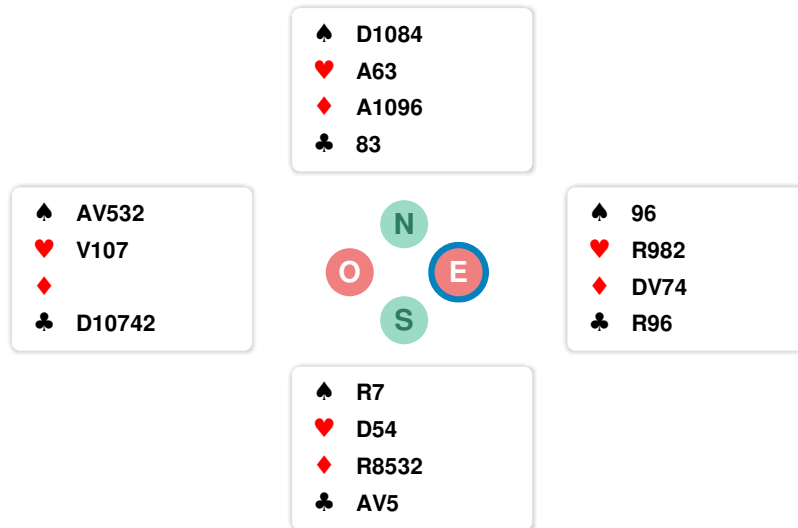 ♠ D1084
♥ A63
♦ A1096
♣ 83
♠ AV532
♥ V107
♦
♣ D10742
N
O E
S
♠ 96
♥ R982
♦ DV74
♣ R96
♠ R7
♥ D54
♦ R8532
♣ AV5